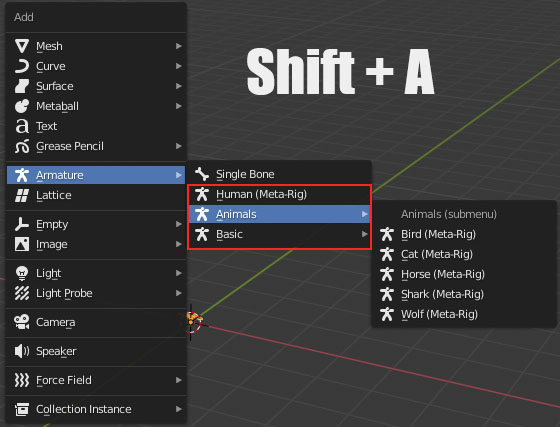 Add
Mesh
Curve
Surface
Metaball
Text
Grease Pencil
Armature
Lattice
Empty
Image
Light
Light Probe
Camera
Speaker
Force Field
Collection Instance
Shift + A
Single Bone
Human (Meta-Rig)
Animals
Basic
Animals (submenu)
Bird (Meta-Rig)
Cat (Meta-Rig)
Horse (Meta-Rig)
Shark (Meta-Rig)
Wolf (Meta-Rig)